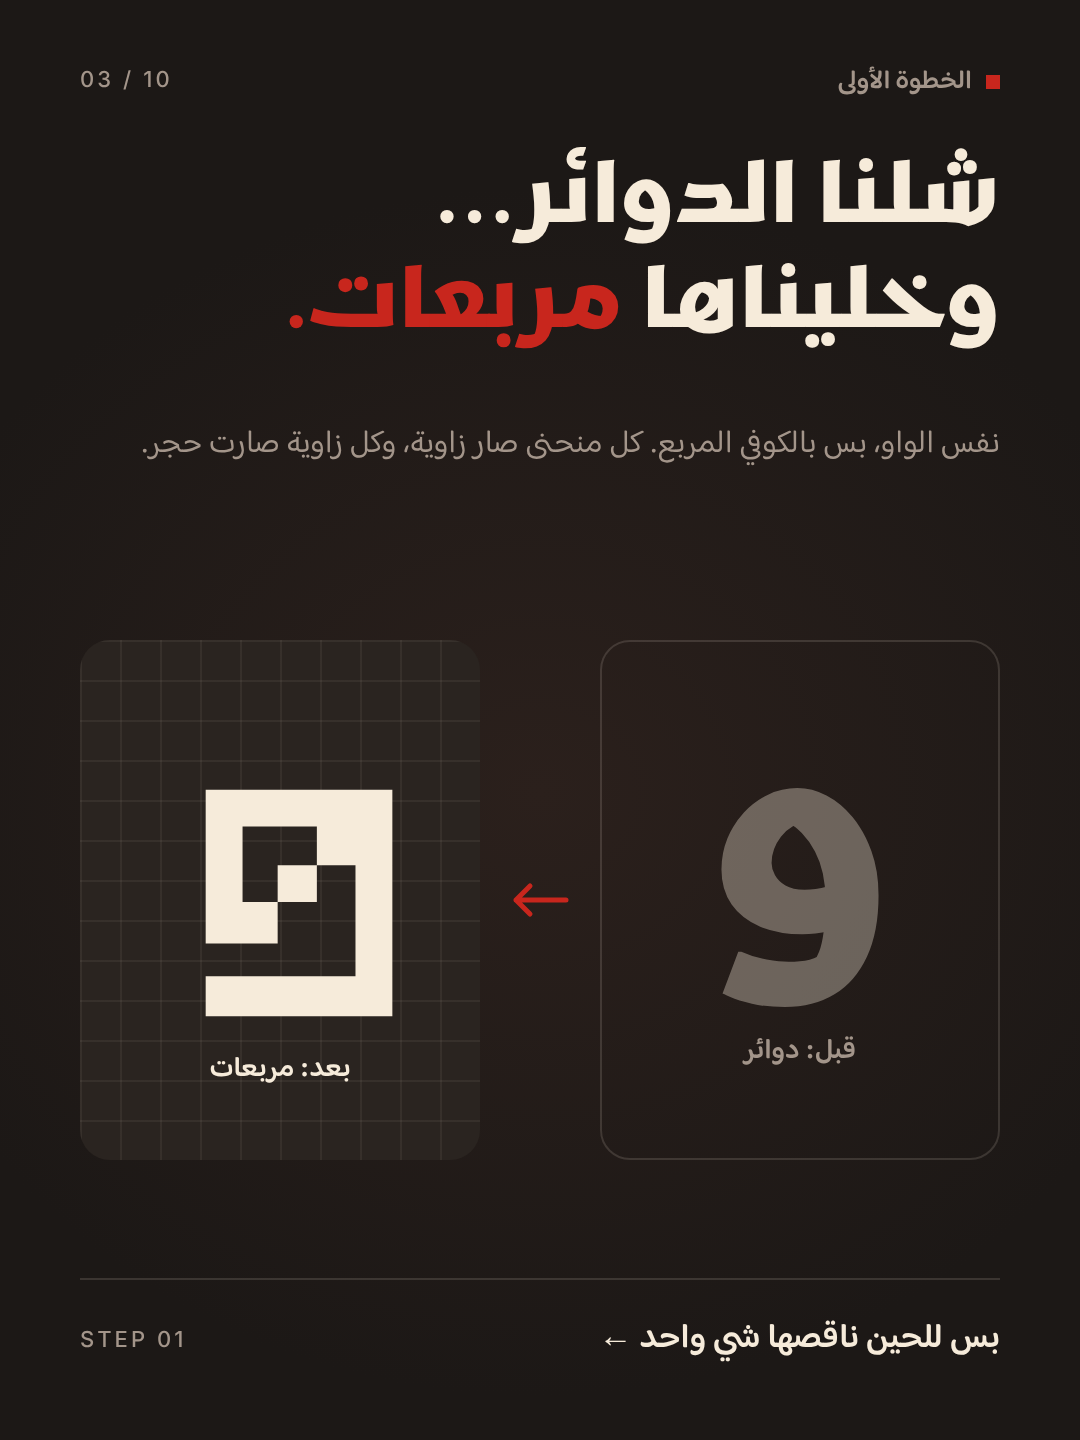 الخطوة الأولى
03 / 10
شلنا الدوائر...
وخليناها مربعات.
نفس الواو، بس بالكوفي المربع. كل منحنى صار زاوية، وكل زاوية صارت حجر.
و
قبل: دوائر
←
و
بعد: مربعات
بس للحين ناقصها شي واحد ←
STEP 01